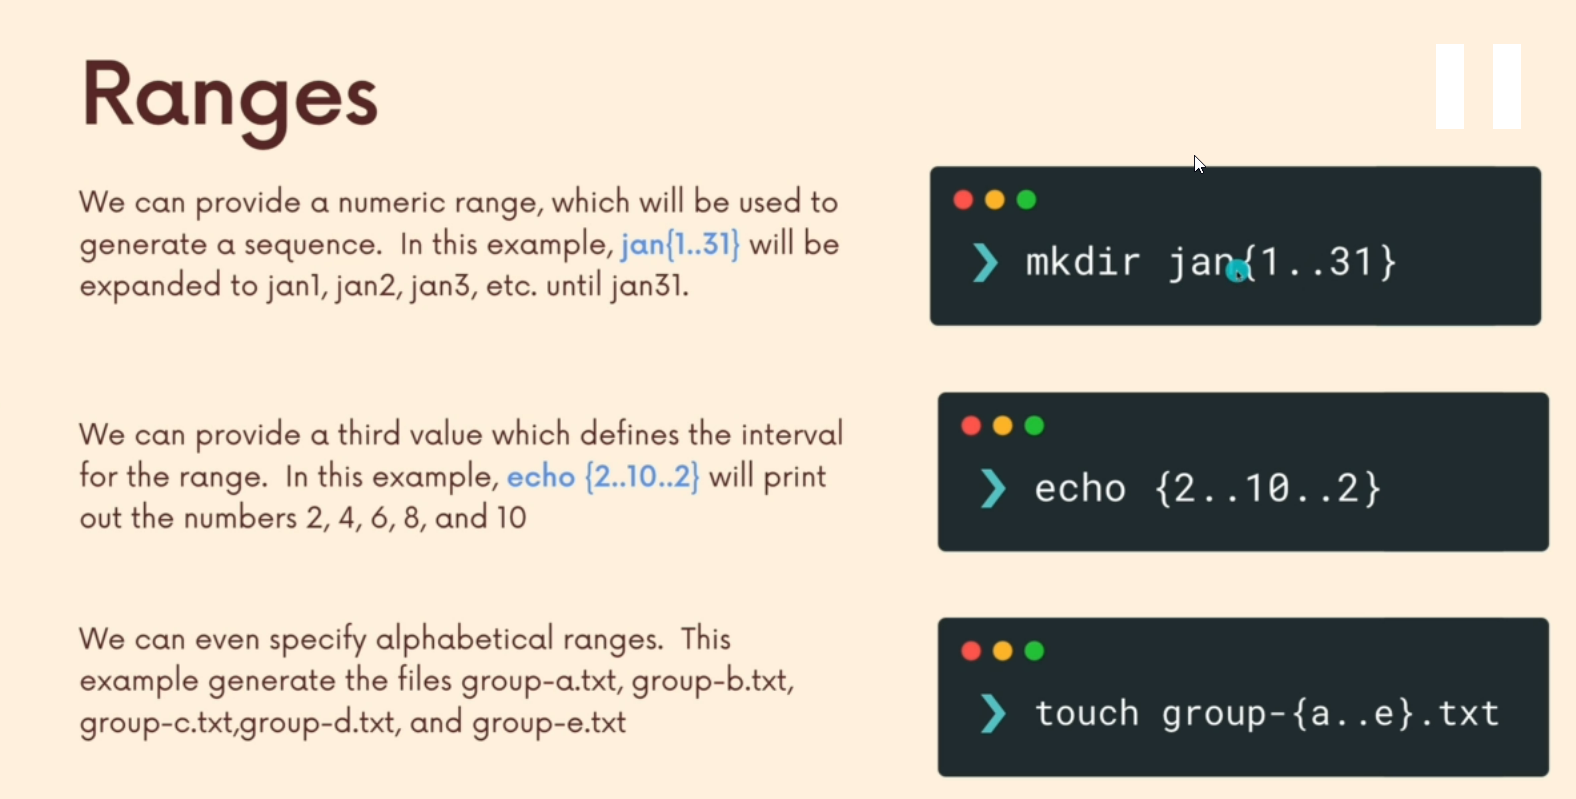 Ranges
We can provide a numeric range, which will be used to
generate a sequence.  In this example, jan{1..31} will be
expanded to jan1, jan2, jan3, etc. until jan31.
❯ mkdir jan{1..31}
We can provide a third value which defines the interval
for the range.  In this example, echo {2..10..2} will print
out the numbers 2, 4, 6, 8, and 10
❯ echo {2..10..2}
We can even specify alphabetical ranges.  This
example generate the files group-a.txt, group-b.txt,
group-c.txt,group-d.txt, and group-e.txt
❯ touch group-{a..e}.txt